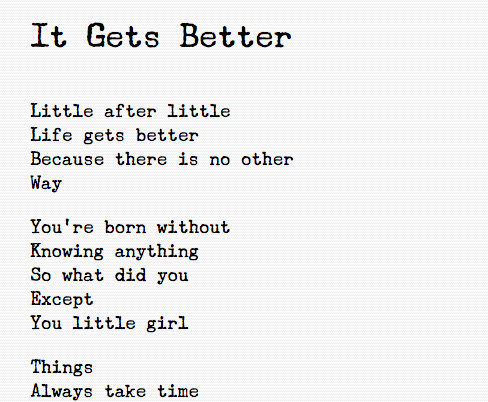 It Gets Better
Little after little
Life gets better
Because there is no other
Way
You're born without
Knowing anything
So what did you
Except
You little girl
Things
Always take time